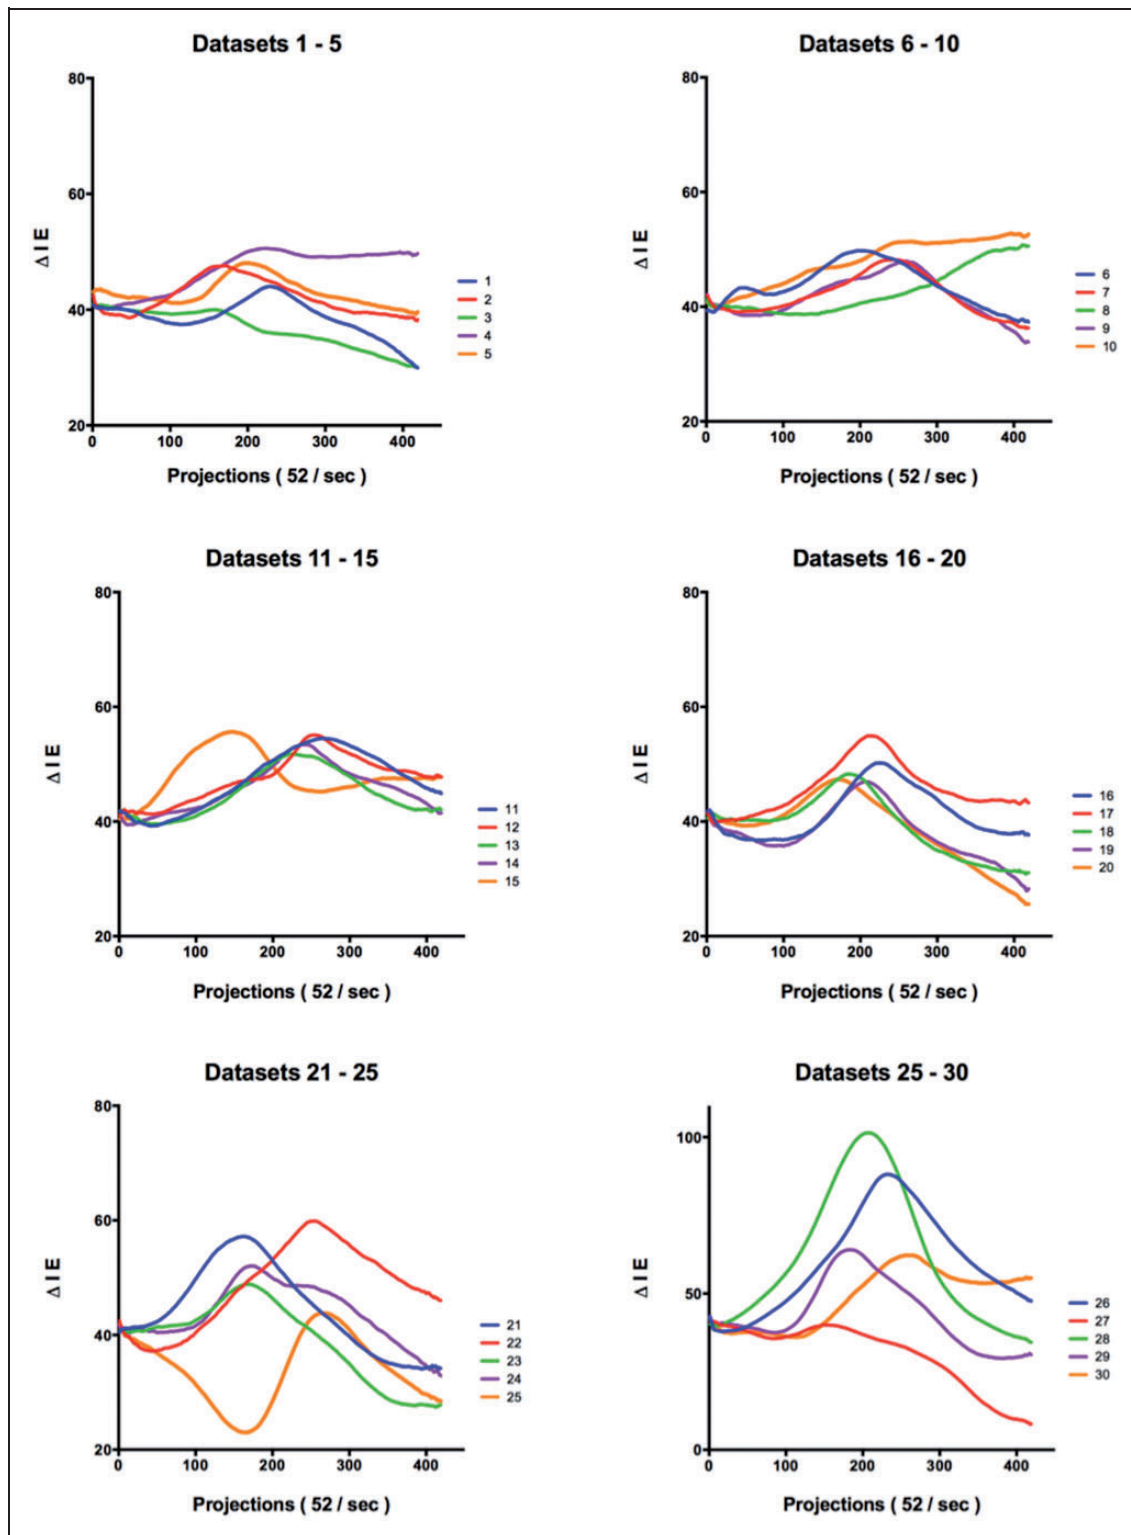 Datasets 1 - 5
80
60
40
20
0 100 200 300 400
Δ I E
Projections ( 52 / sec )
1
2
3
4
5
Datasets 6 - 10
80
60
40
20
0 100 200 300 400
Δ I E
Projections ( 52 / sec )
6
7
8
9
10
Datasets 11 - 15
80
60
40
20
0 100 200 300 400
Δ I E
Projections ( 52 / sec )
11
12
13
14
15
Datasets 16 - 20
80
60
40
20
0 100 200 300 400
Δ I E
Projections ( 52 / sec )
16
17
18
19
20
Datasets 21 - 25
80
60
40
20
0 100 200 300 400
Δ I E
Projections ( 52 / sec )
21
22
23
24
25
Datasets 25 - 30
100
50
0
0 100 200 300 400
Δ I E
Projections ( 52 / sec )
26
27
28
29
30